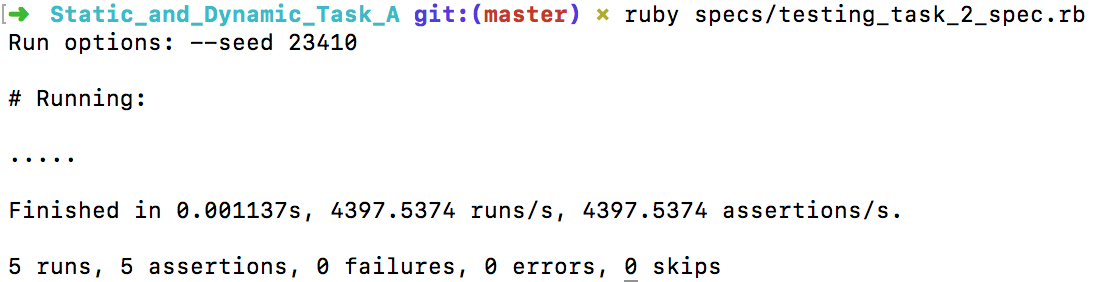 [➜ Static_and_Dynamic_Task_A git:(master) × ruby specs/testing_task_2_spec.rb
Run options: --seed 23410
# Running:
.....
Finished in 0.001137s, 4397.5374 runs/s, 4397.5374 assertions/s.
5 runs, 5 assertions, 0 failures, 0 errors, 0 skips